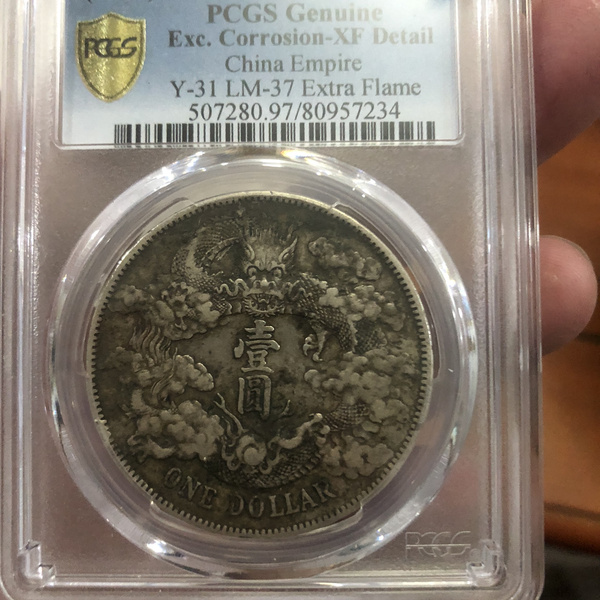 PCGS Genuine
PCGS
Exc. Corrosion-XF Detail
China Empire
Y-31 LM-37 Extra Flame
507280.97/80957234
壹
圓
ONE DOLLAR
PCGS